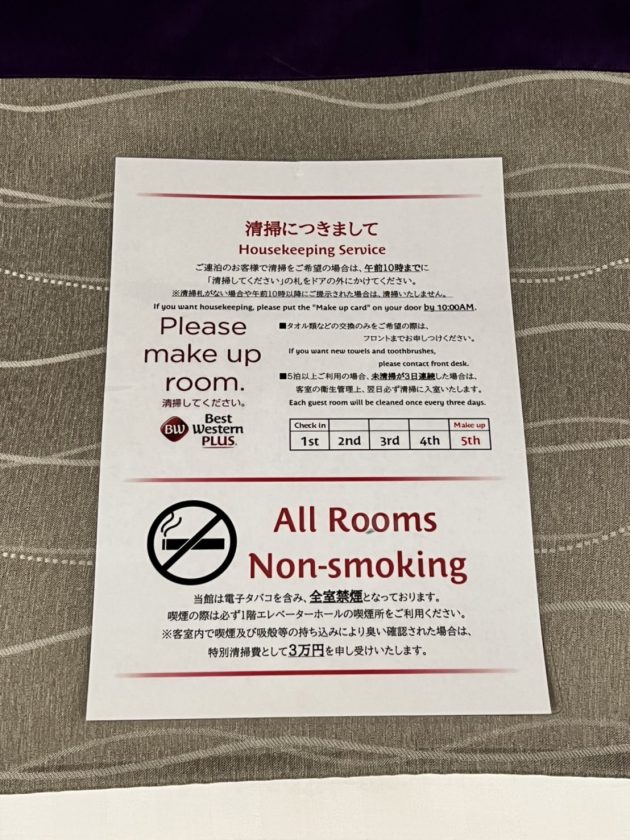 清掃につきまして
Housekeeping Service
ご連泊のお客様で清掃をご希望の場合は、午前10時までに
「清掃してください」の札をドアの外にかけてください。
※清掃札がない場合や午前10時以降にご提示された場合は、清掃いたしません。
If you want housekeeping, please put the "Make up card" on your door by 10:00AM.
Please
make up
room.
清掃してください。
BW Best
Western
PLUS
■タオル類などの交換のみをご希望の際は、
フロントまでお申しつけください。
If you want new towels and toothbrushes,
please contact front desk.
■5泊以上ご利用の場合、未清掃が3日連続した場合は、
客室の衛生管理上、翌日必ず清掃に入室いたします。
Each guest room will be cleaned once every three days.
Check in Make up
1st 2nd 3rd 4th 5th
All Rooms
Non-smoking
当館は電子タバコを含み、全室禁煙となっております。
喫煙の際は必ず1階エレベーターホールの喫煙所をご利用ください。
※客室内で喫煙及び吸殻等の持ち込みにより臭い確認された場合は、
特別清掃費として3万円を申し受けいたします。